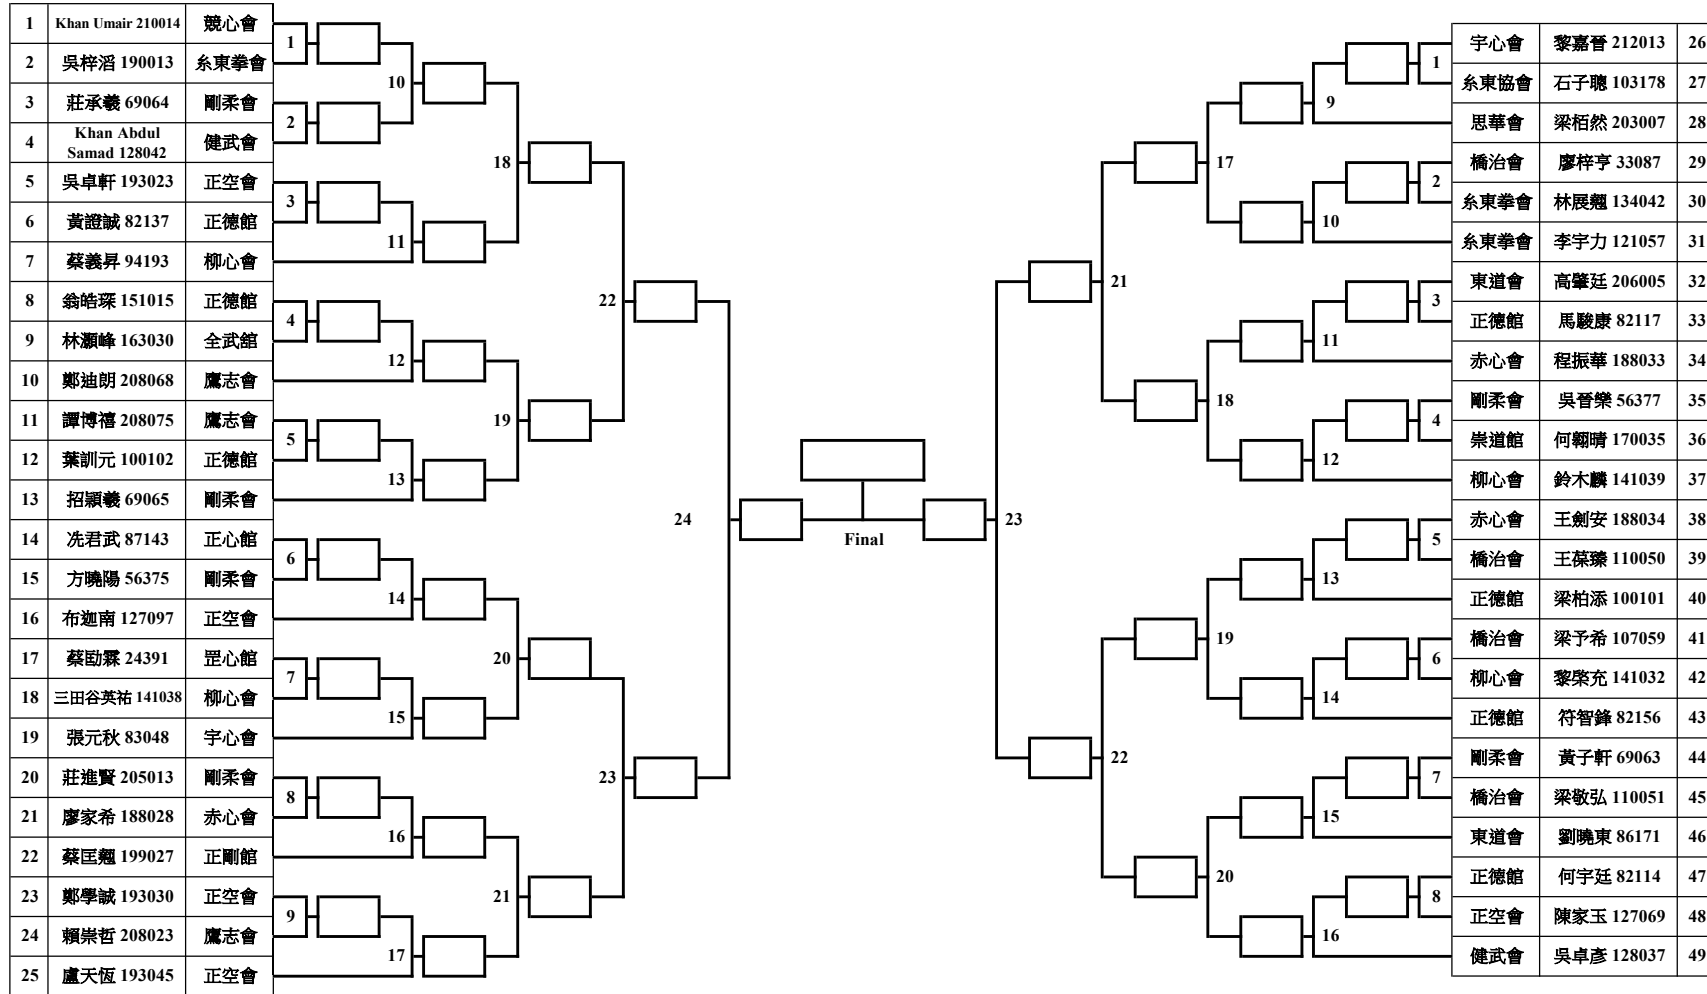 1 Khan Umair 210014 競心會
2 吳梓滔 190013 糸東拳會
3 莊承羲 69064 剛柔會
4 Khan Abdul
Samad 128042 健武會
5 吳卓軒 193023 正空會
6 黃證誠 82137 正德館
7 蔡義昇 94193 柳心會
8 翁皓琛 151015 正德館
9 林灝峰 163030 全武舘
10 鄭迪朗 208068 鷹志會
11 譚博禧 208075 鷹志會
12 葉訓元 100102 正德館
13 招穎羲 69065 剛柔會
14 冼君武 87143 正心館
15 方曉陽 56375 剛柔會
16 布迦南 127097 正空會
17 蔡劻霖 24391 罡心館
18 三田谷英祐 141038 柳心會
19 張元秋 83048 宇心會
20 莊進賢 205013 剛柔會
21 廖家希 188028 赤心會
22 蔡匡翹 199027 正剛館
23 鄭學誠 193030 正空會
24 賴崇哲 208023 鷹志會
25 盧天恆 193045 正空會
1
2
3
4
5
6
7
8
9
10
11
12
13
14
15
16
17
18
19
20
21
22
23
24
Final
23
21
22
17
18
19
20
9
10
11
12
13
14
15
16
1
2
3
4
5
6
7
8
宇心會 黎嘉晉 212013 26
糸東協會 石子聰 103178 27
思華會 梁栢然 203007 28
橋治會 廖梓亨 33087 29
糸東拳會 林展翹 134042 30
糸東拳會 李宇力 121057 31
東道會 高肇廷 206005 32
正德館 馬駿康 82117 33
赤心會 程振華 188033 34
剛柔會 吳晉樂 56377 35
崇道館 何翱晴 170035 36
柳心會 鈴木麟 141039 37
赤心會 王劍安 188034 38
橋治會 王葆臻 110050 39
正德館 梁柏添 100101 40
橋治會 梁予希 107059 41
柳心會 黎棨充 141032 42
正德館 符智鋒 82156 43
剛柔會 黃子軒 69063 44
橋治會 梁敬弘 110051 45
東道會 劉曉東 86171 46
正德館 何宇廷 82114 47
正空會 陳家玉 127069 48
健武會 吳卓彥 128037 49